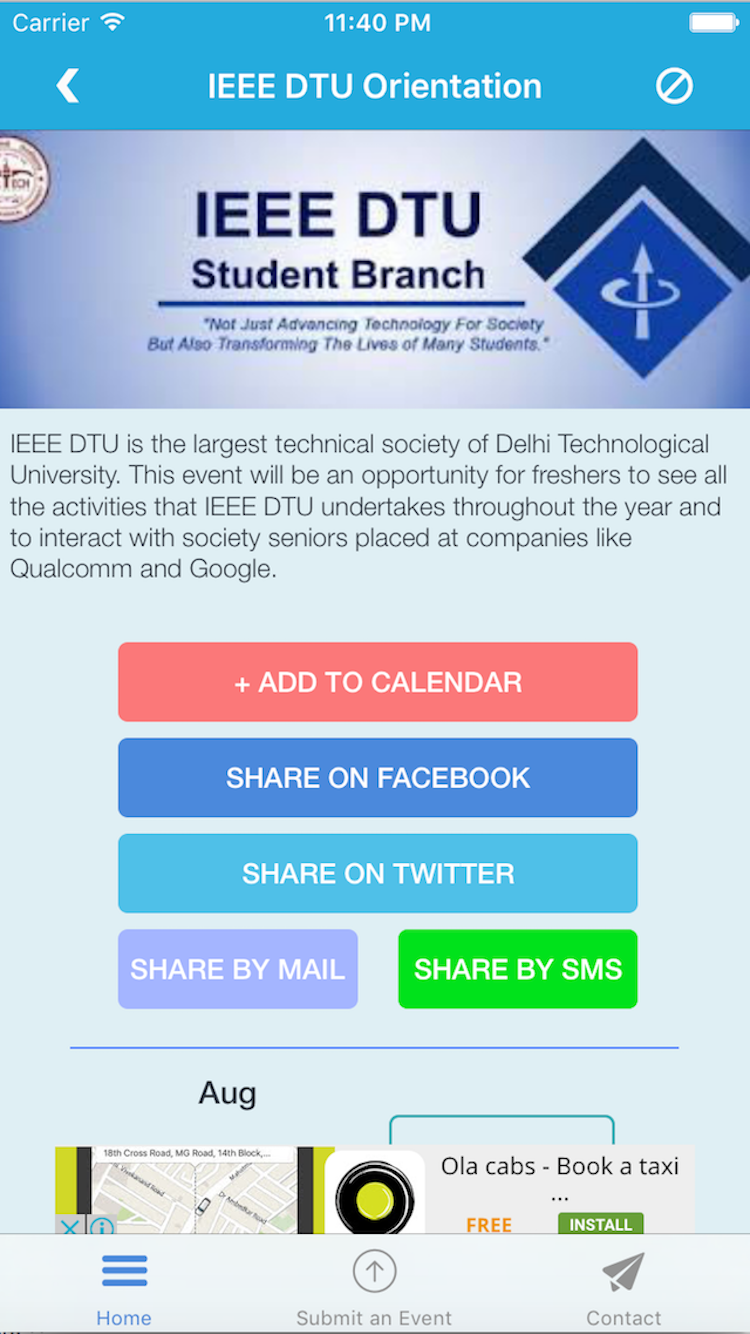 Carrier 11:40 PM
IEEE DTU Orientation
IEEE DTU
Student Branch
"Not Just Advancing Technology For Society
But Also Transforming The Lives of Many Students."
IEEE DTU is the largest technical society of Delhi Technological
University. This event will be an opportunity for freshers to see all
the activities that IEEE DTU undertakes throughout the year and
to interact with society seniors placed at companies like
Qualcomm and Google.
+ ADD TO CALENDAR
SHARE ON FACEBOOK
SHARE ON TWITTER
SHARE BY MAIL SHARE BY SMS
Aug
18th Cross Road, MG Road, 14th Block,...
Ola cabs - Book a taxi
...
FREE INSTALL
Home Submit an Event Contact